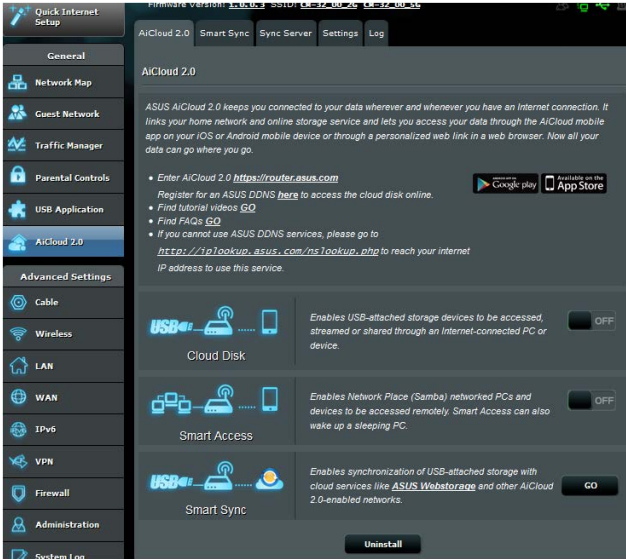 Quick Internet
Setup
General
Network Map
Guest Network
Traffic Manager
Parental Controls
USB Application
AiCloud 2.0
Advanced Settings
Cable
Wireless
LAN
WAN
IPv6
VPN
Firewall
Administration
System Log
Firmware Version: 1.0.0.3 SSID: CM-32_00_2G CM-32_00_5G
AiCloud 2.0 Smart Sync Sync Server Settings Log
AiCloud 2.0
ASUS AiCloud 2.0 keeps you connected to your data wherever and whenever you have an Internet connection. It
links your home network and online storage service and lets you access your data through the AiCloud mobile
app on your iOS or Android mobile device or through a personalized web link in a web browser. Now all your
data can go where you go.
• Enter AiCloud 2.0 https://router.asus.com
Register for an ASUS DDNS here to access the cloud disk online.
• Find tutorial videos GO
• Find FAQs GO
• If you cannot use ASUS DDNS services, please go to
http://iplookup.asus.com/nslookup.php to reach your internet
IP address to use this service.
Google play
Available on the
App Store
USB
Cloud Disk
Enables USB-attached storage devices to be accessed,
streamed or shared through an Internet-connected PC or
device.
OFF
Smart Access
Enables Network Place (Samba) networked PCs and
devices to be accessed remotely. Smart Access can also
wake up a sleeping PC.
OFF
USB
Smart Sync
Enables synchronization of USB-attached storage with
cloud services like ASUS Webstorage and other AiCloud
2.0-enabled networks.
GO
Uninstall